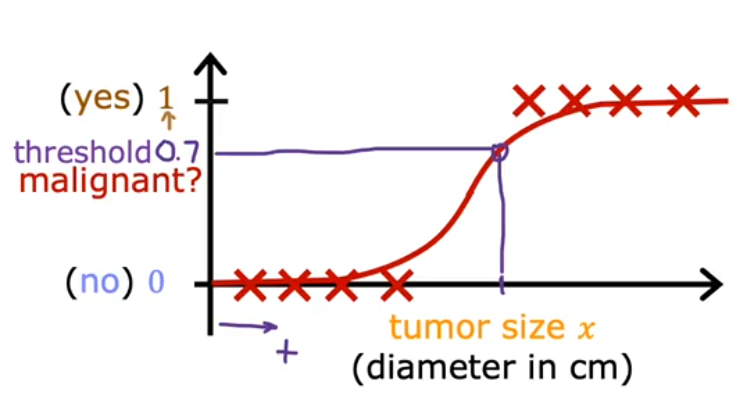 (yes) 1
threshold 0.7
malignant?
(no) 0
+
tumor size x
(diameter in cm)